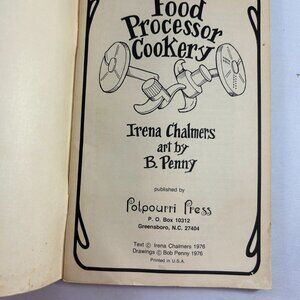 Food
Processor
Cookery
Irena Chalmers
art by
B. Penny
published by
Potpourri Press
P. O. Box 10312
Greensboro, N.C. 27404
Text © Irena Chalmers 1976
Drawings © Bob Penny 1976
Printed in U.S.A.